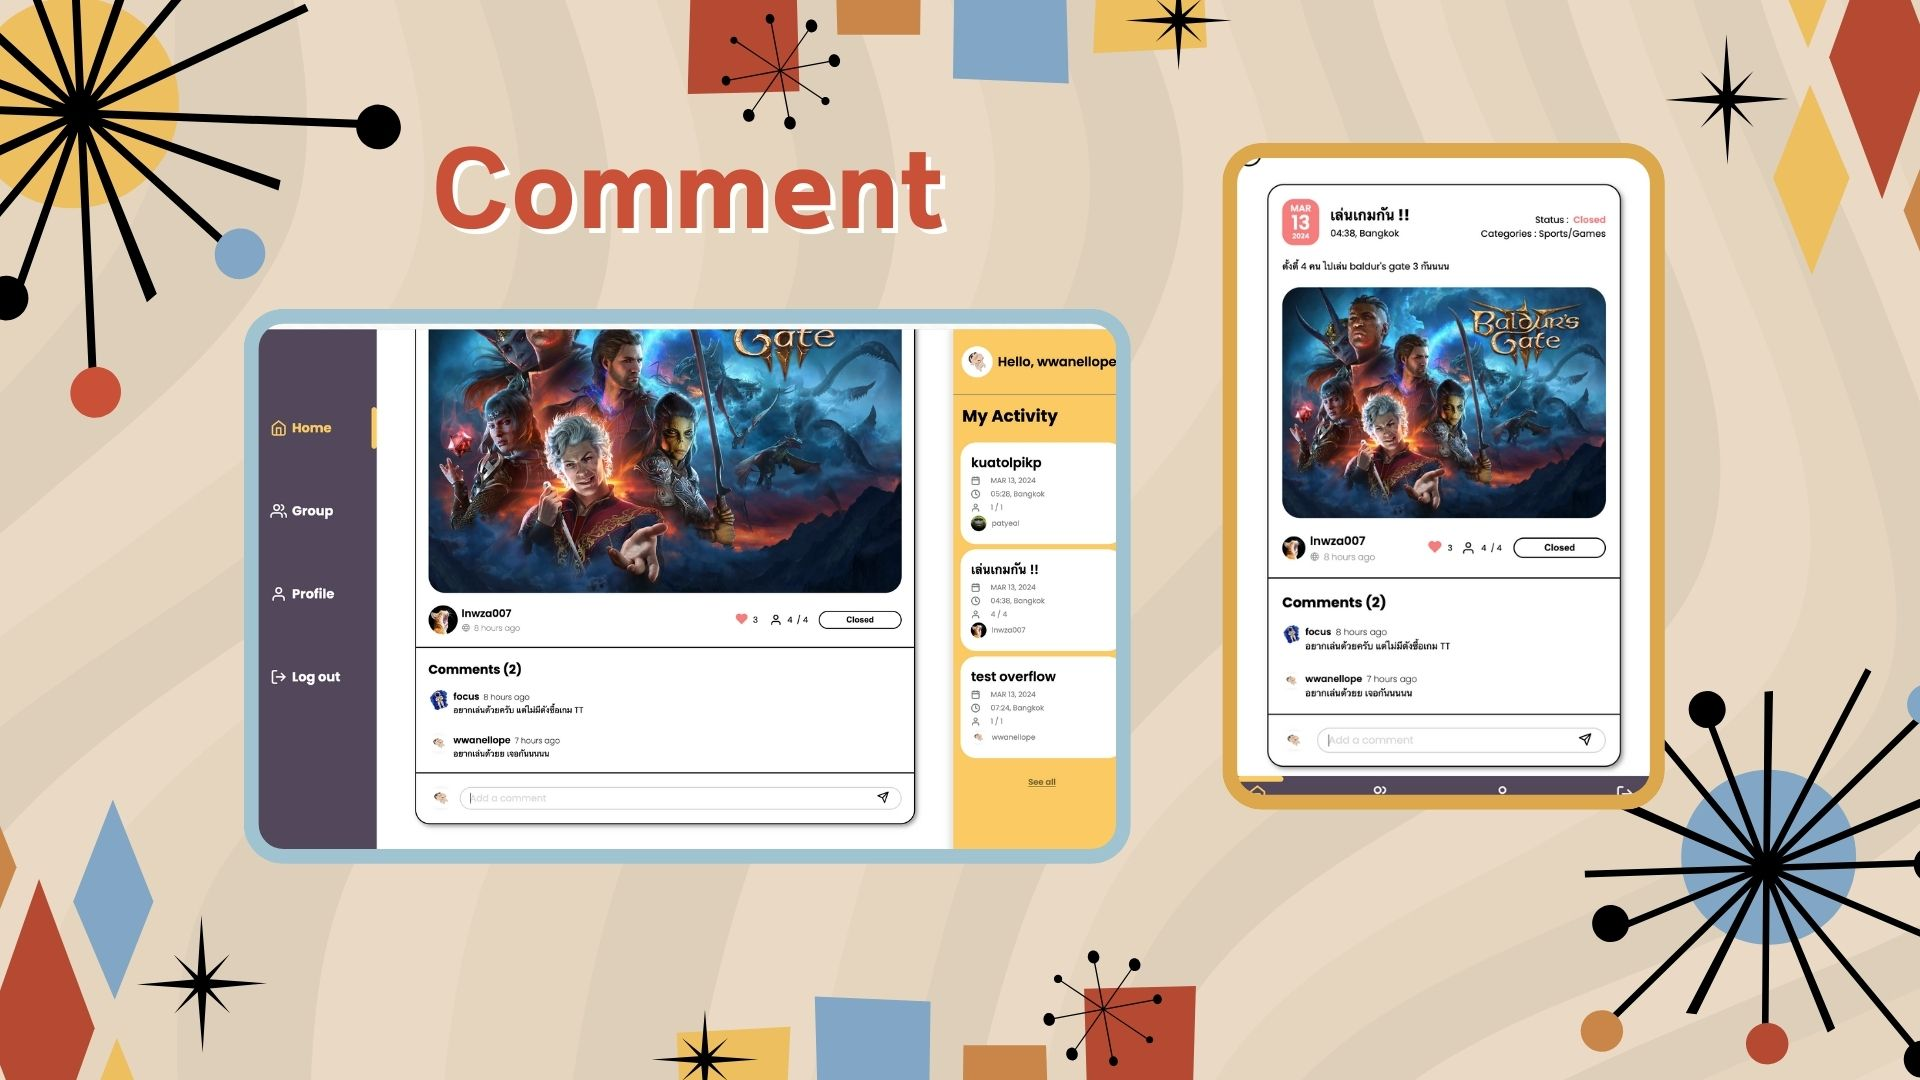 Comment
Gate
Home
Group
Profile
Log out
lnwza007
8 hours ago
3
4 / 4
Closed
Comments (2)
focus 8 hours ago
อยากเล่นด้วยครับ แต่ไม่มีตังซื้อเกม TT
wwanellope 7 hours ago
อยากเล่นด้วยย เจอกันนนนน
Add a comment
Hello, wwanellope
My Activity
kuatolpikp
MAR 13, 2024
05:28, Bangkok
1 / 1
patyeal
เล่นเกมกัน !!
MAR 13, 2024
04:38, Bangkok
4 / 4
lnwza007
test overflow
MAR 13, 2024
07:24, Bangkok
1 / 1
wwanellope
See all
MAR
13
2024
เล่นเกมกัน !!
04:38, Bangkok
Status : Closed
Categories : Sports/Games
ตั้งตี้ 4 คน ไปเล่น baldur's gate 3 กันนนน
Baldur's
Gate
lnwza007
8 hours ago
3
4 / 4
Closed
Comments (2)
focus 8 hours ago
อยากเล่นด้วยครับ แต่ไม่มีตังซื้อเกม TT
wwanellope 7 hours ago
อยากเล่นด้วยย เจอกันนนนน
Add a comment